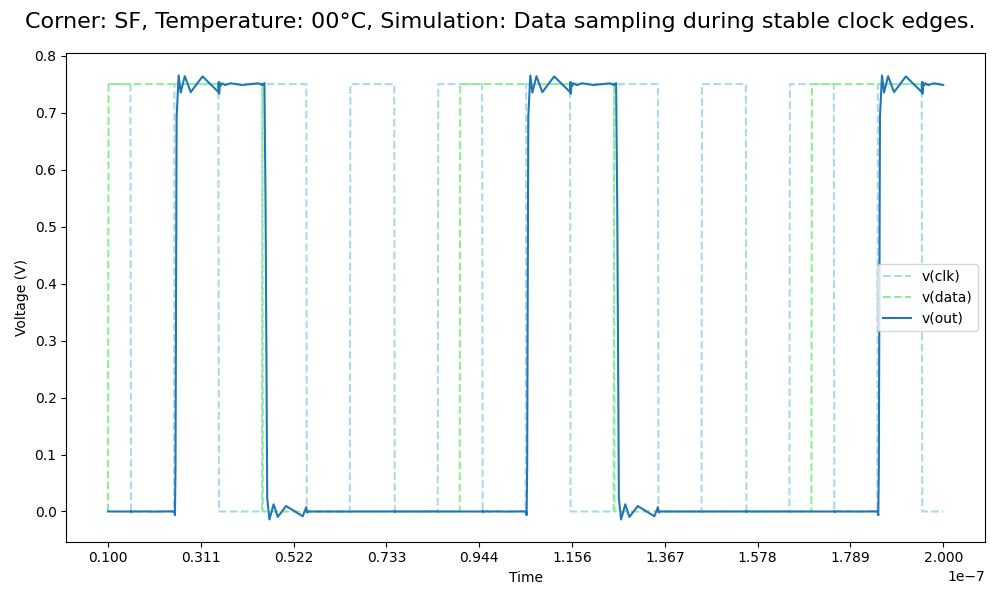 Corner: SF, Temperature: 00°C, Simulation: Data sampling during stable clock edges.
0.8
0.7
0.6
0.5
0.4
0.3
0.2
0.1
0.0
Voltage (V)
v(clk)
v(data)
v(out)
0.100 0.311 0.522 0.733 0.944 1.156 1.367 1.578 1.789 2.000
Time
1e−7